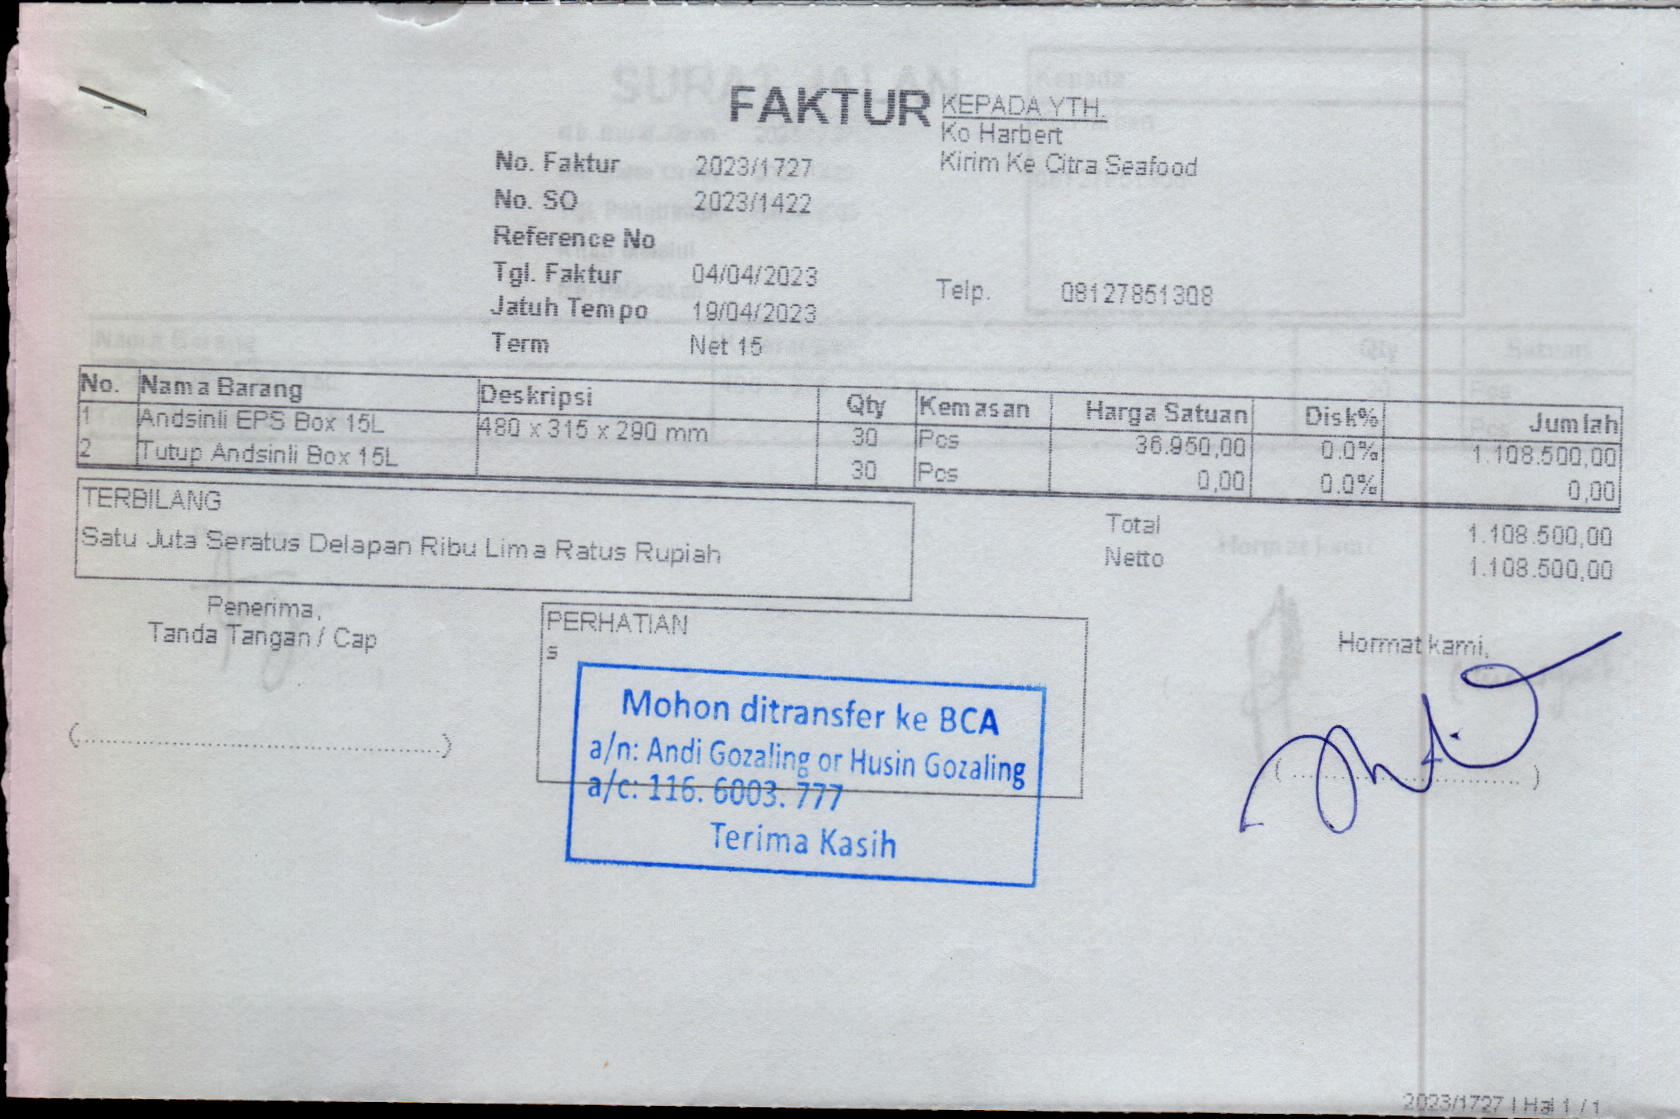 FAKTUR
KEPADA YTH.
Ko Harbert
Kirim Ke Citra Seafood
No. Faktur 2023/1727
No. SO 2023/1422
Reference No
Tgl. Faktur 04/04/2023
Jatuh Tempo 19/04/2023
Term Net 15
Telp. 08127851308
No. Nama Barang Deskripsi Qty Kemasan Harga Satuan Disk% Jumlah
1 Andsinli EPS Box 15L 480 x 315 x 290 mm 30 Pcs 36.950,00 0.0% 1.108.500,00
2 Tutup Andsinli Box 15L 30 Pcs 0,00 0.0% 0,00
TERBILANG
Satu Juta Seratus Delapan Ribu Lima Ratus Rupiah
Total 1.108.500,00
Netto 1.108.500,00
Penerima,
Tanda Tangan / Cap
(............................................)
PERHATIAN
s
Mohon ditransfer ke BCA
a/n: Andi Gozaling or Husin Gozaling
a/c: 116. 6003. 777
Terima Kasih
Hormat kami,
(............................)
2023/1727 | Hal 1 / 1